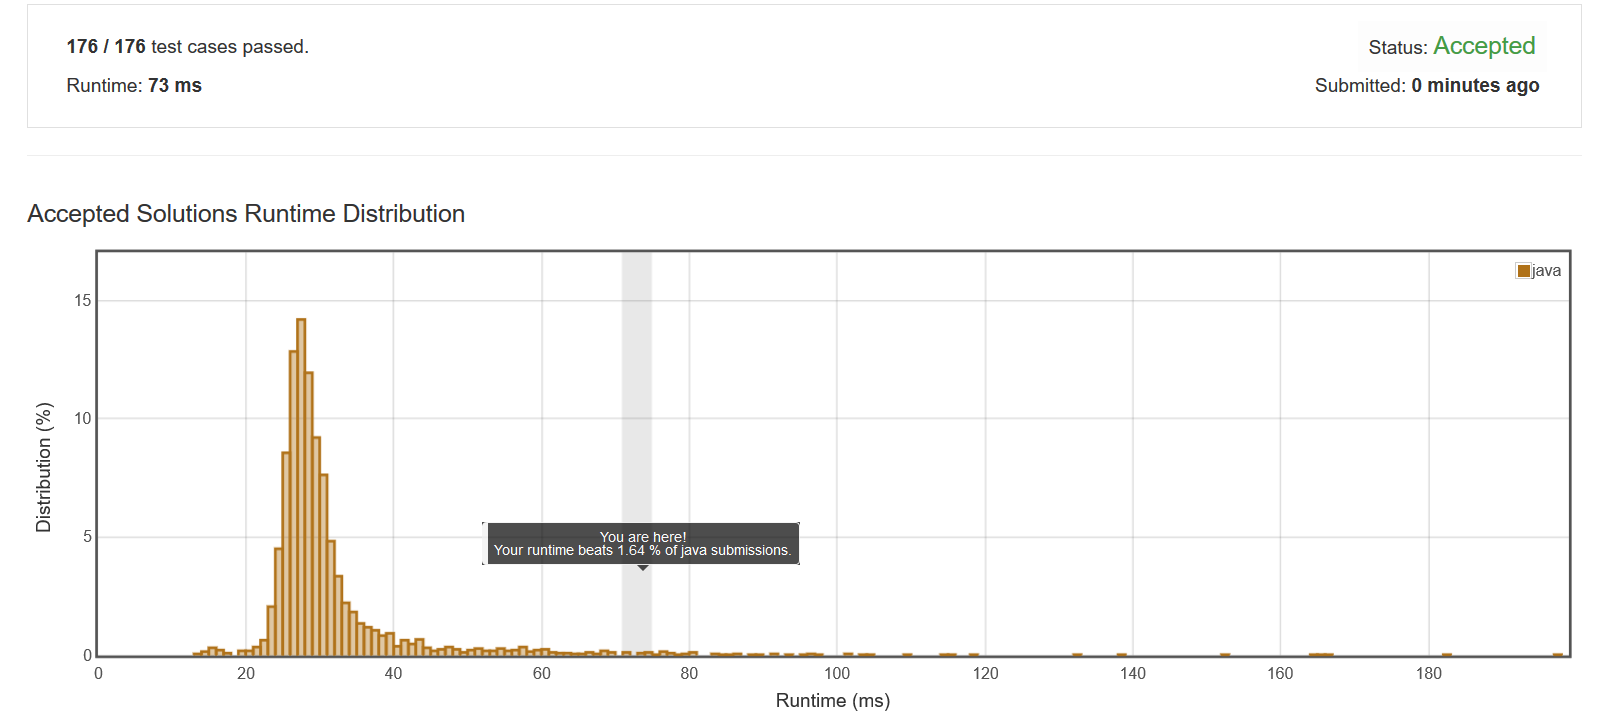 176 / 176 test cases passed.
Status: Accepted
Runtime: 73 ms
Submitted: 0 minutes ago
Accepted Solutions Runtime Distribution
java
15
10
5
0
Distribution (%)
You are here!
Your runtime beats 1.64 % of java submissions.
0 20 40 60 80 100 120 140 160 180
Runtime (ms)